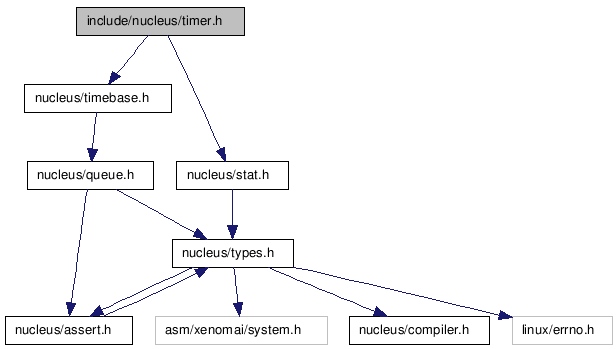 include/nucleus/timer.h
nucleus/timebase.h
nucleus/queue.h
nucleus/stat.h
nucleus/types.h
nucleus/assert.h
asm/xenomai/system.h
nucleus/compiler.h
linux/errno.h